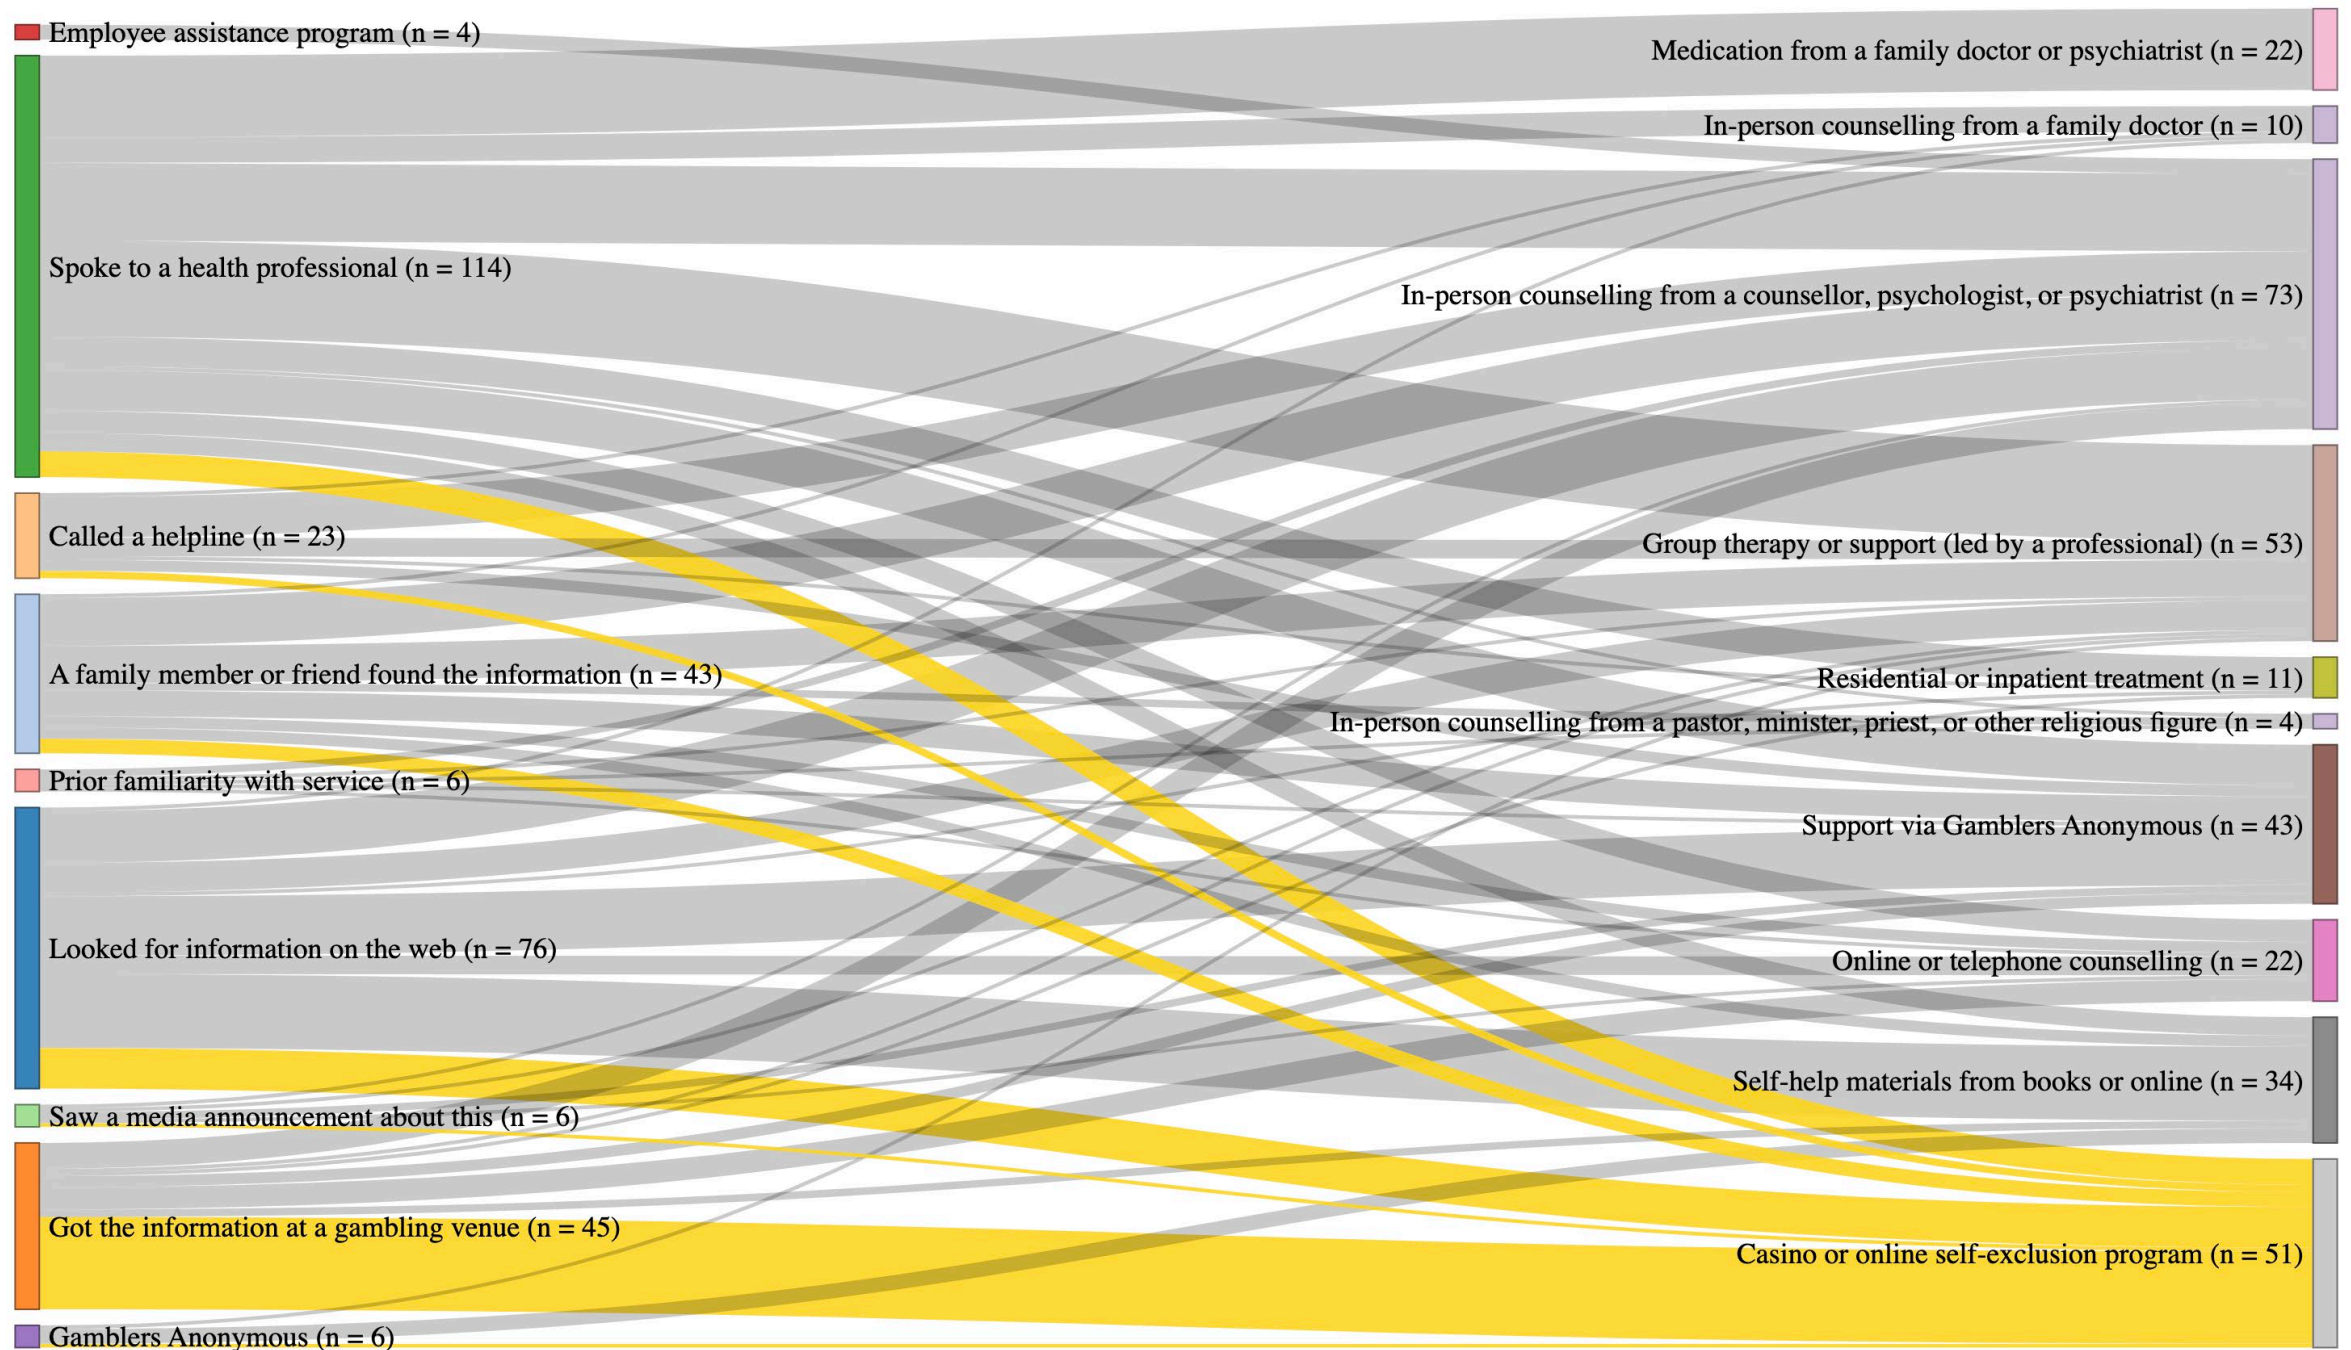 Employee assistance program (n = 4)
Spoke to a health professional (n = 114)
Called a helpline (n = 23)
A family member or friend found the information (n = 43)
Prior familiarity with service (n = 6)
Looked for information on the web (n = 76)
Saw a media announcement about this (n = 6)
Got the information at a gambling venue (n = 45)
Gamblers Anonymous (n = 6)
Medication from a family doctor or psychiatrist (n = 22)
In-person counselling from a family doctor (n = 10)
In-person counselling from a counsellor, psychologist, or psychiatrist (n = 73)
Group therapy or support (led by a professional) (n = 53)
Residential or inpatient treatment (n = 11)
In-person counselling from a pastor, minister, priest, or other religious figure (n = 4)
Support via Gamblers Anonymous (n = 43)
Online or telephone counselling (n = 22)
Self-help materials from books or online (n = 34)
Casino or online self-exclusion program (n = 51)